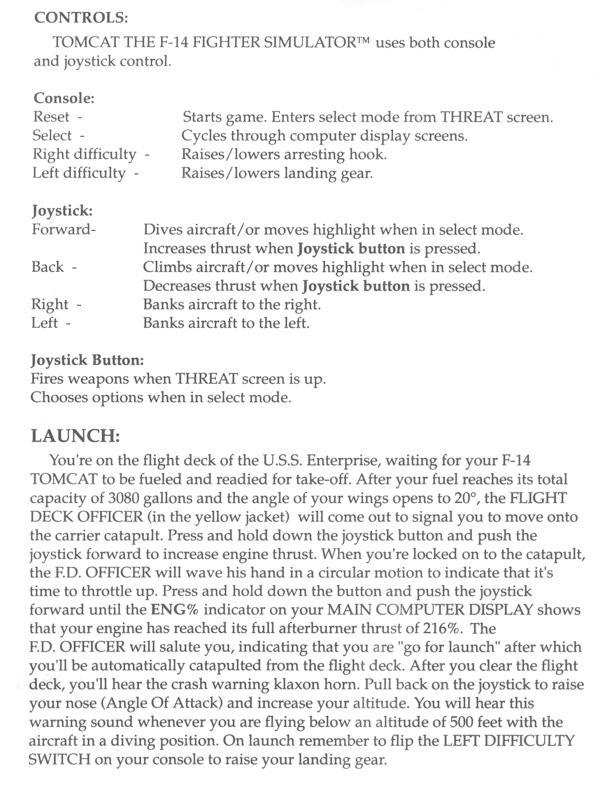 CONTROLS:
TOMCAT THE F-14 FIGHTER SIMULATOR™ uses both console
and joystick control.
Console:
Reset - Starts game. Enters select mode from THREAT screen.
Select - Cycles through computer display screens.
Right difficulty - Raises/lowers arresting hook.
Left difficulty - Raises/lowers landing gear.
Joystick:
Forward- Dives aircraft/or moves highlight when in select mode.
Increases thrust when Joystick button is pressed.
Back - Climbs aircraft/or moves highlight when in select mode.
Decreases thrust when Joystick button is pressed.
Right - Banks aircraft to the right.
Left - Banks aircraft to the left.
Joystick Button:
Fires weapons when THREAT screen is up.
Chooses options when in select mode.
LAUNCH:
You're on the flight deck of the U.S.S. Enterprise, waiting for your F-14
TOMCAT to be fueled and readied for take-off. After your fuel reaches its total
capacity of 3080 gallons and the angle of your wings opens to 20°, the FLIGHT
DECK OFFICER (in the yellow jacket) will come out to signal you to move onto
the carrier catapult. Press and hold down the joystick button and push the
joystick forward to increase engine thrust. When you're locked on to the catapult,
the F.D. OFFICER will wave his hand in a circular motion to indicate that it's
time to throttle up. Press and hold down the button and push the joystick
forward until the ENG% indicator on your MAIN COMPUTER DISPLAY shows
that your engine has reached its full afterburner thrust of 216%. The
F.D. OFFICER will salute you, indicating that you are "go for launch" after which
you'll be automatically catapulted from the flight deck. After you clear the flight
deck, you'll hear the crash warning klaxon horn. Pull back on the joystick to raise
your nose (Angle Of Attack) and increase your altitude. You will hear this
warning sound whenever you are flying below an altitude of 500 feet with the
aircraft in a diving position. On launch remember to flip the LEFT DIFFICULTY
SWITCH on your console to raise your landing gear.